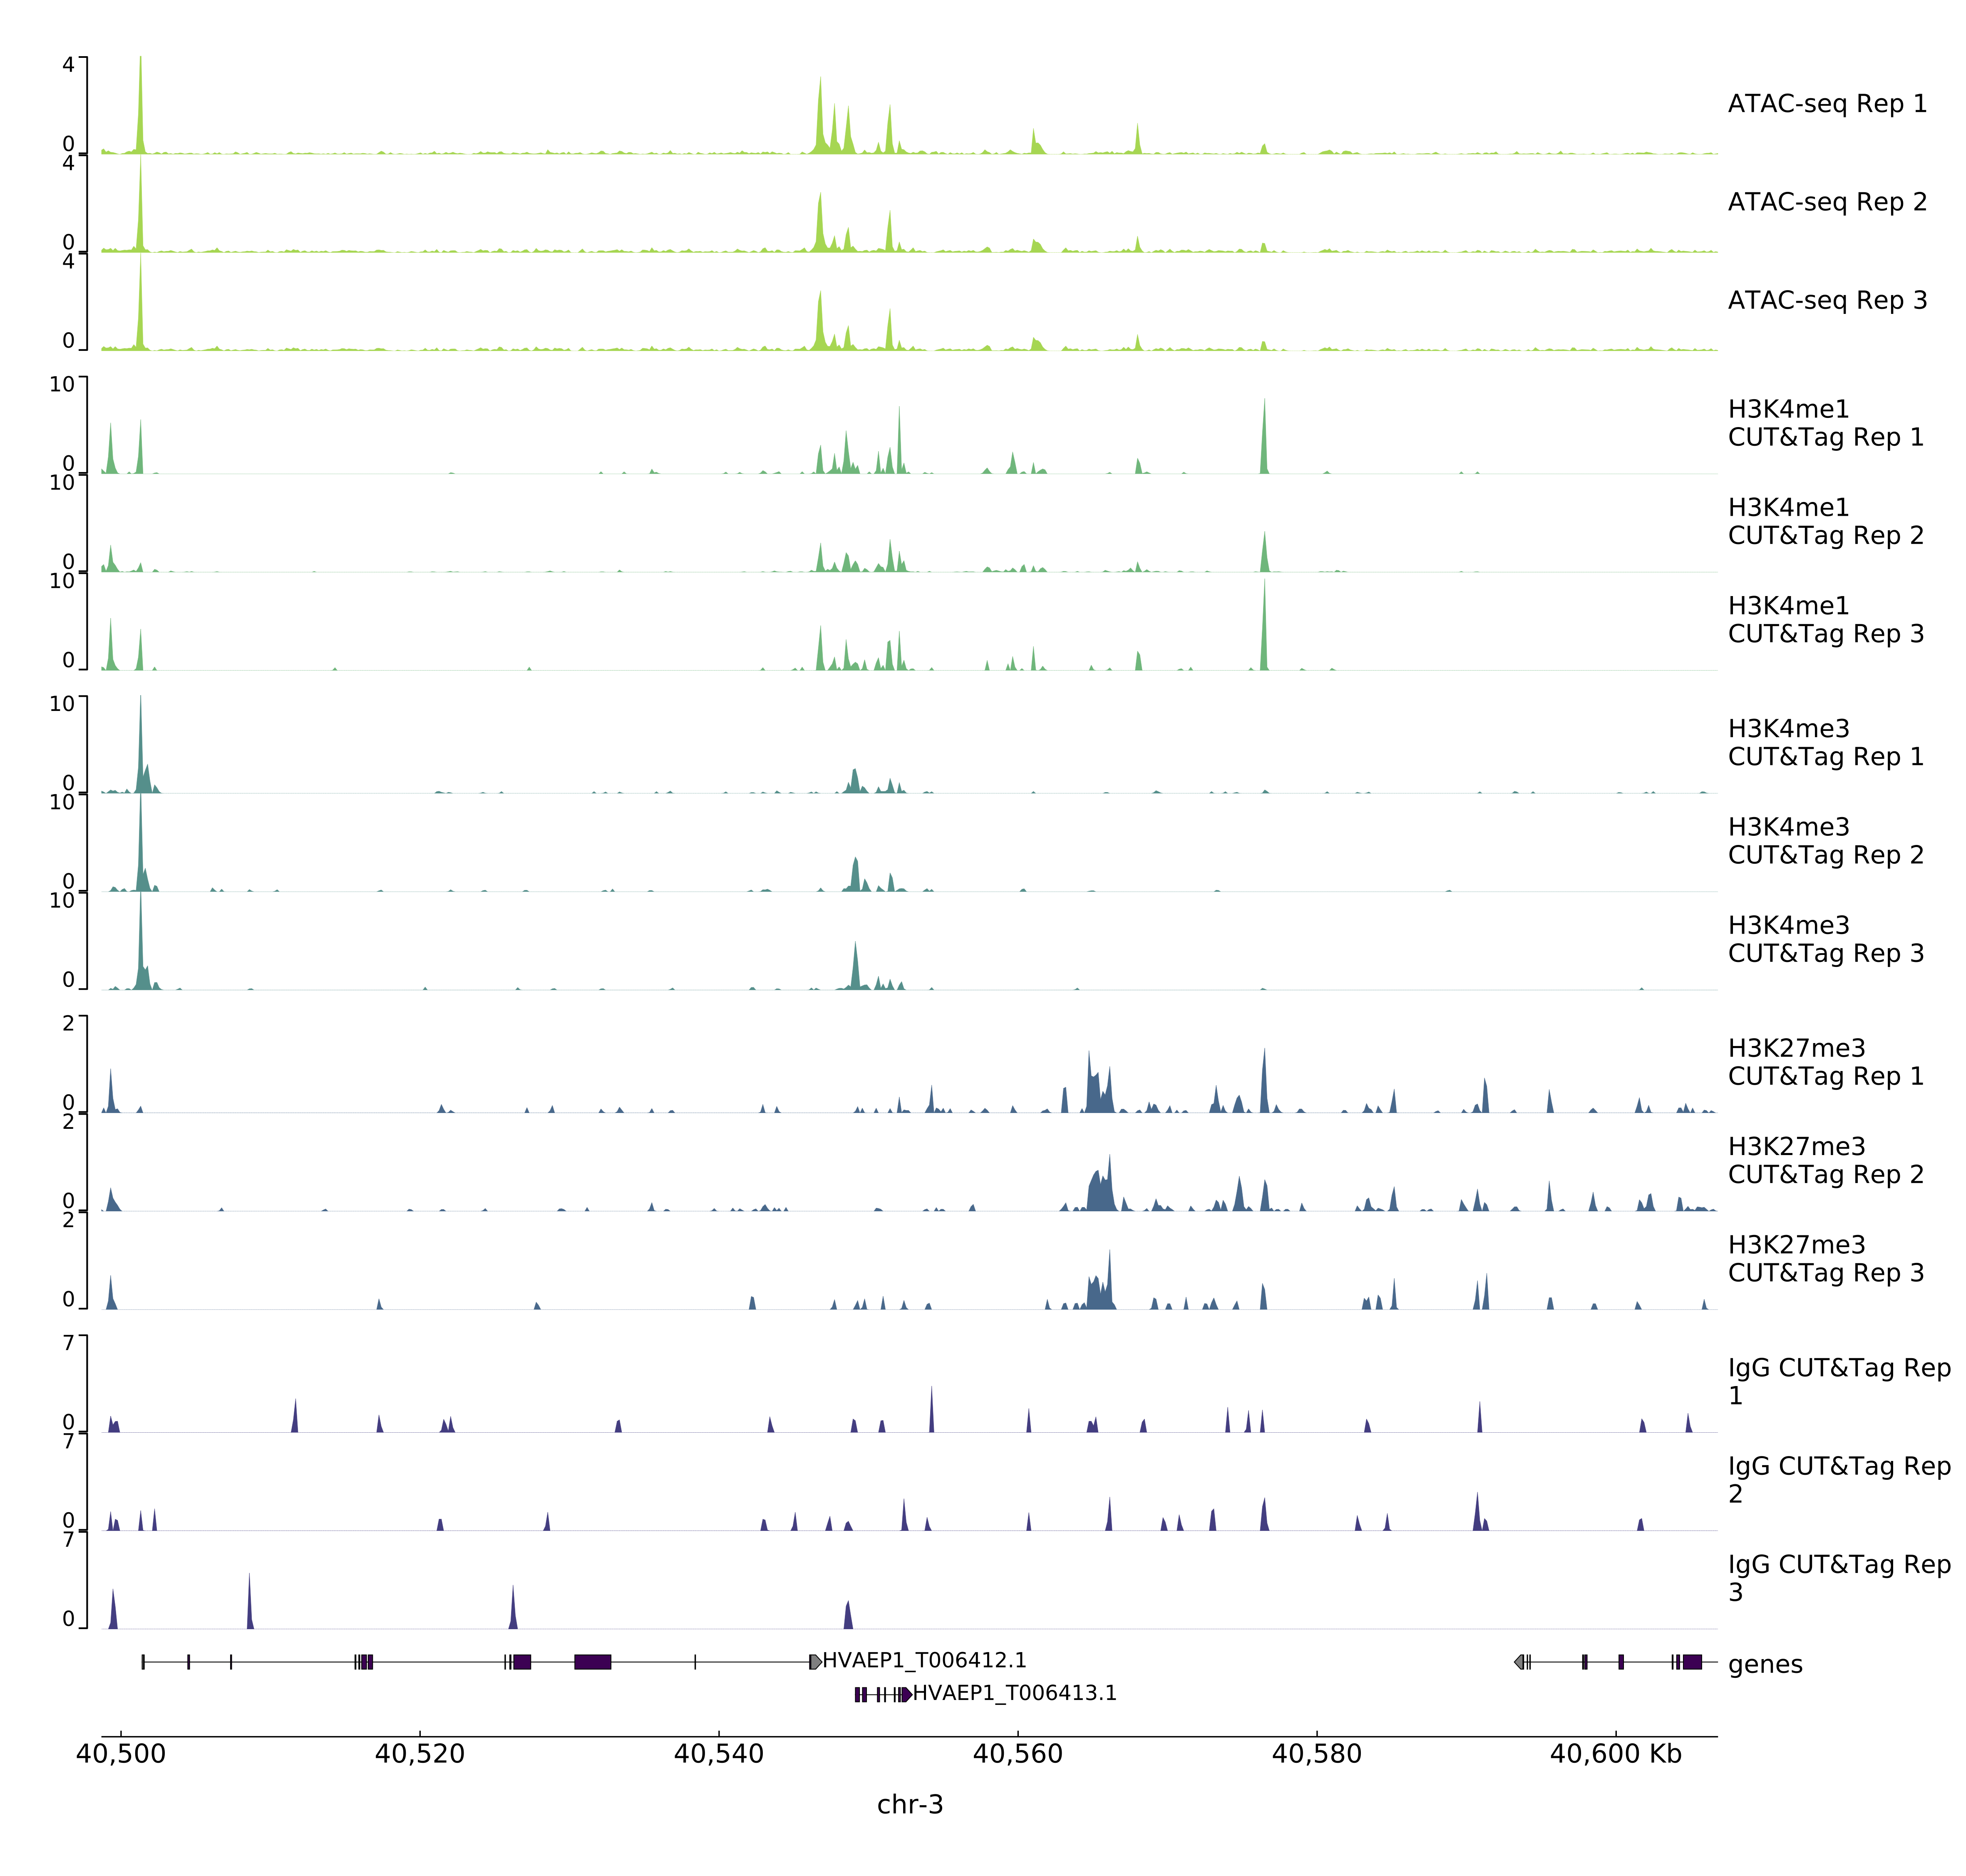 4
0
ATAC-seq Rep 1
4
0
ATAC-seq Rep 2
4
0
ATAC-seq Rep 3
10
0
H3K4me1
CUT&Tag Rep 1
10
0
H3K4me1
CUT&Tag Rep 2
10
0
H3K4me1
CUT&Tag Rep 3
10
0
H3K4me3
CUT&Tag Rep 1
10
0
H3K4me3
CUT&Tag Rep 2
10
0
H3K4me3
CUT&Tag Rep 3
2
0
H3K27me3
CUT&Tag Rep 1
2
0
H3K27me3
CUT&Tag Rep 2
2
0
H3K27me3
CUT&Tag Rep 3
7
0
IgG CUT&Tag Rep
1
7
0
IgG CUT&Tag Rep
2
7
0
IgG CUT&Tag Rep
3
HVAEP1_T006412.1
genes
HVAEP1_T006413.1
40,500 40,520 40,540 40,560 40,580 40,600 Kb
chr-3